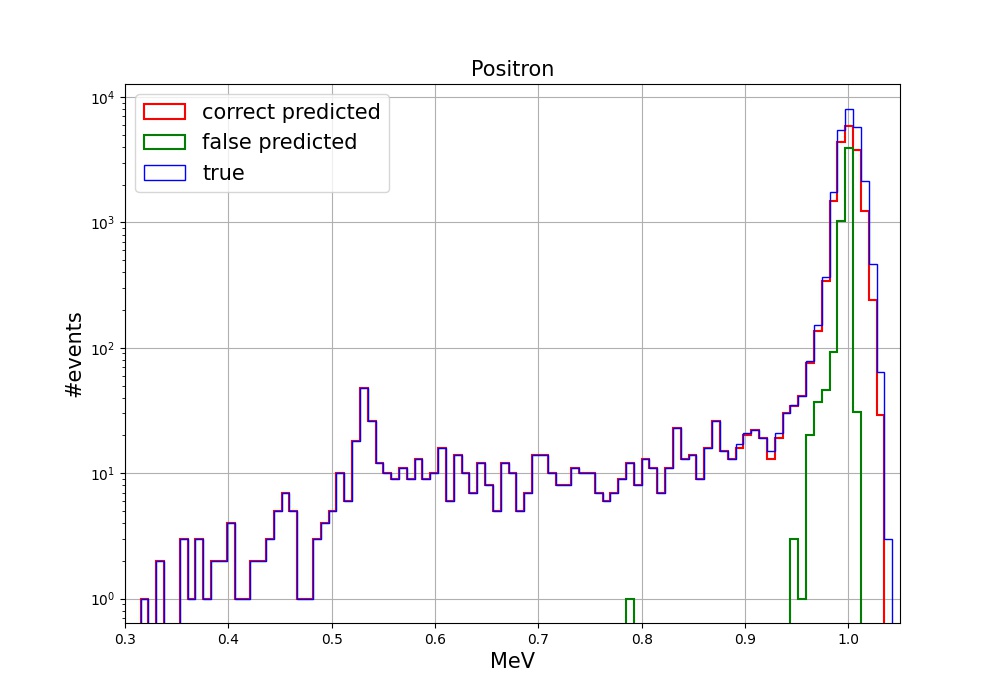 Positron
correct predicted
false predicted
true
10⁴
10³
10²
10¹
10⁰
#events
0.3 0.4 0.5 0.6 0.7 0.8 0.9 1.0
MeV